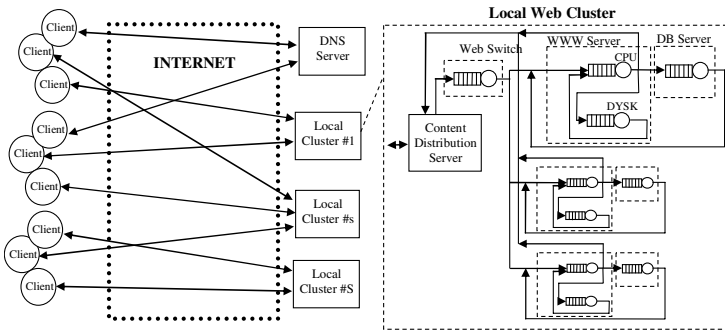 Local Web Cluster
Client
Client
Client
INTERNET
DNS
Server
Web Switch
WWW Server
DB Server
CPU
DYSK
Client
Client
Client
Local
Cluster #1
Content
Distribution
Server
Client
Client
Client
Local
Cluster #s
Local
Cluster #S